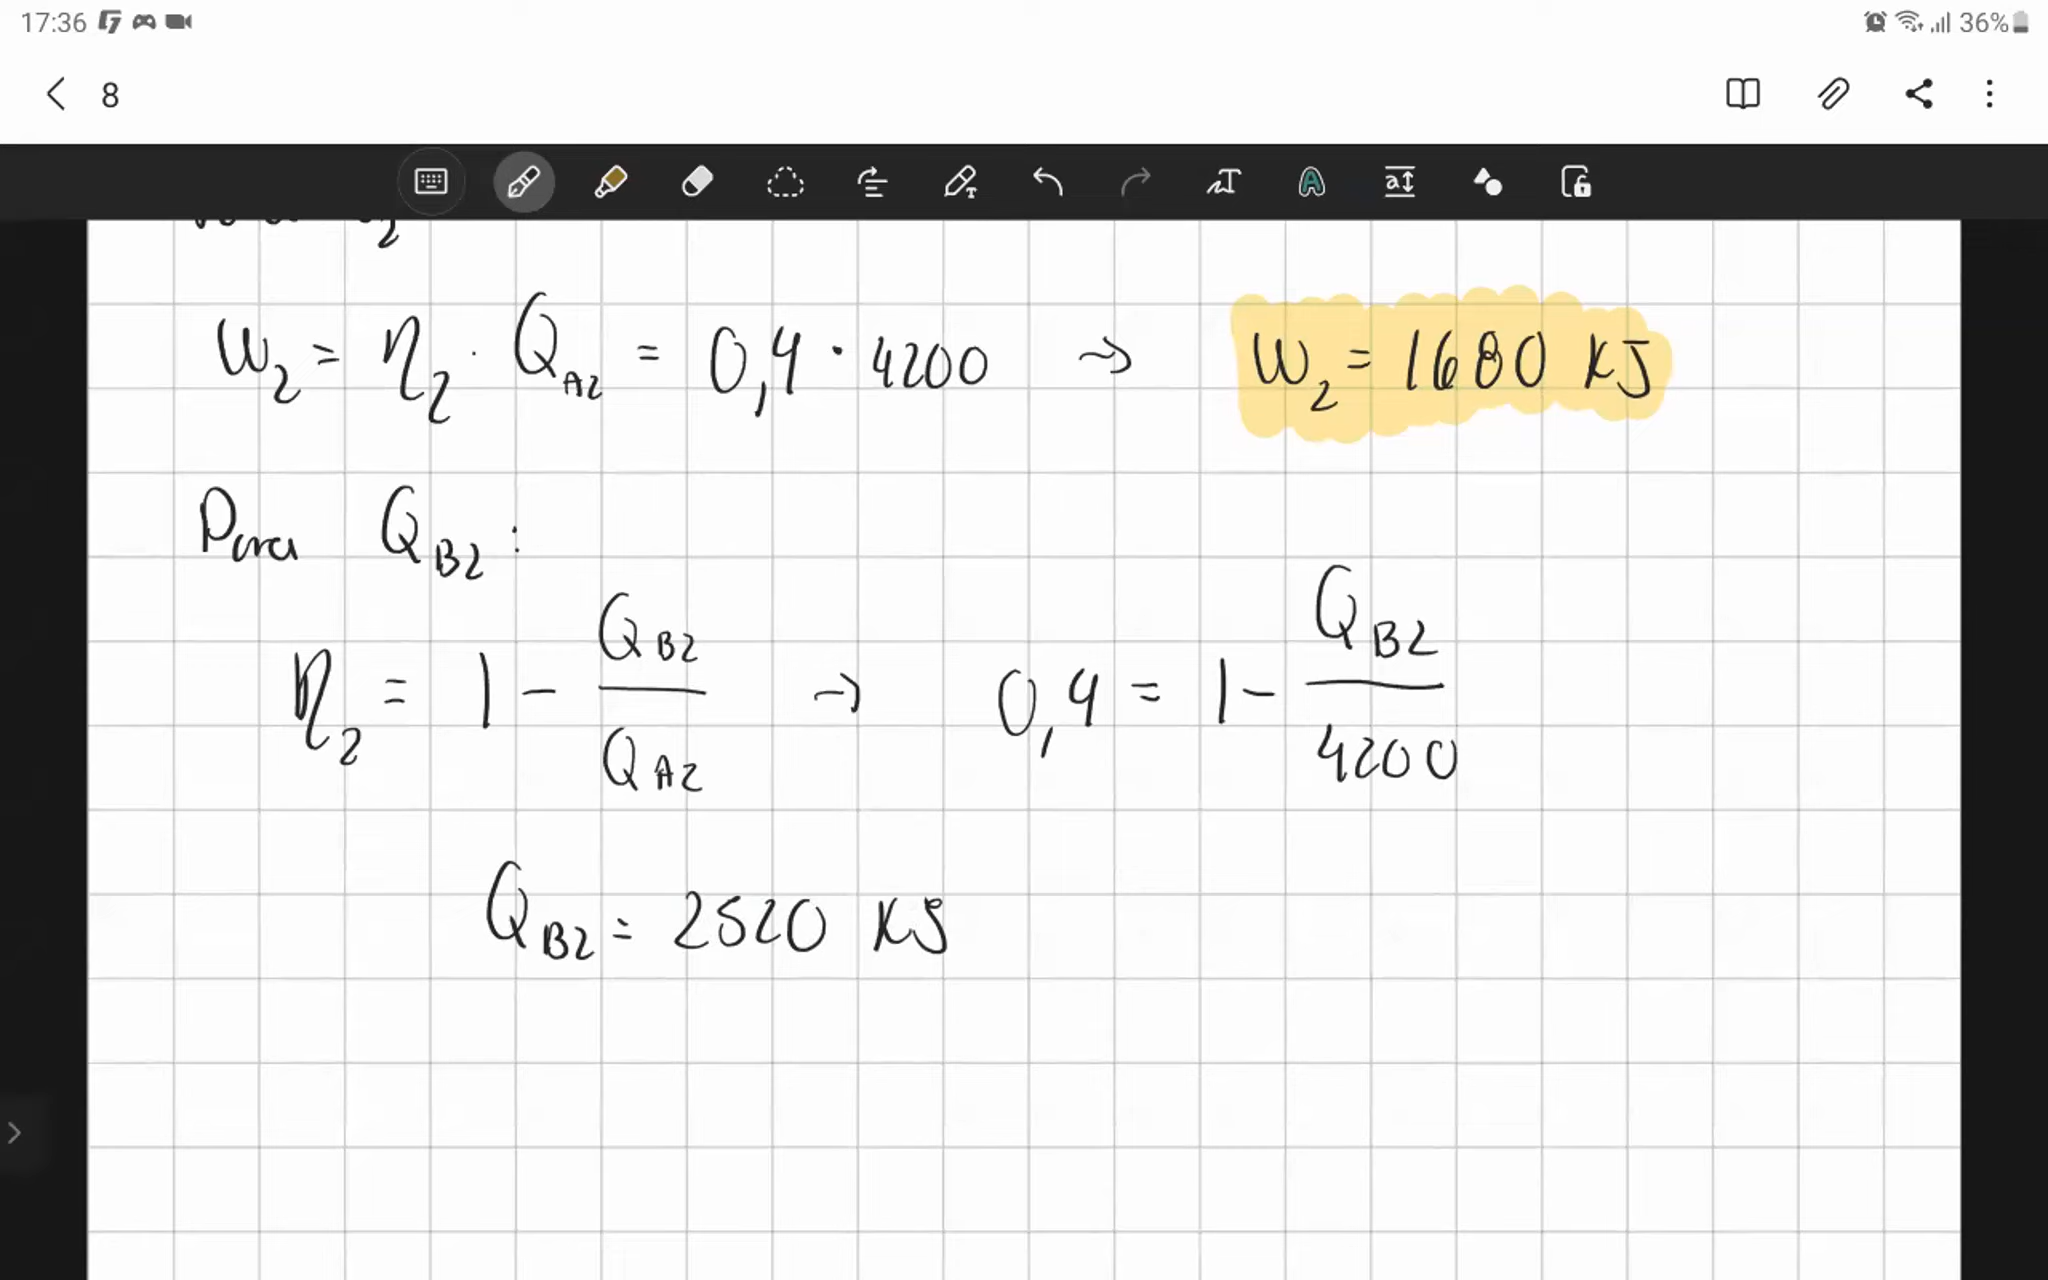 17:36 36%
8
W₂ = η₂ · Q_A2 = 0,4 · 4200 → W₂ = 1680 KJ
Para Q_B2 :
η₂ = 1 - Q_B2 / Q_A2 → 0,4 = 1 - Q_B2 / 4200
Q_B2 = 2520 KJ